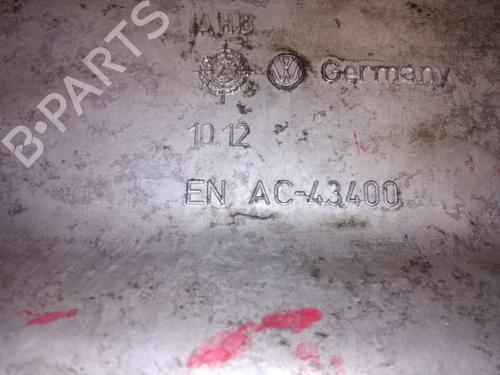 A.H.B
Germany
10.12
EN AC-43400
B-PARTS